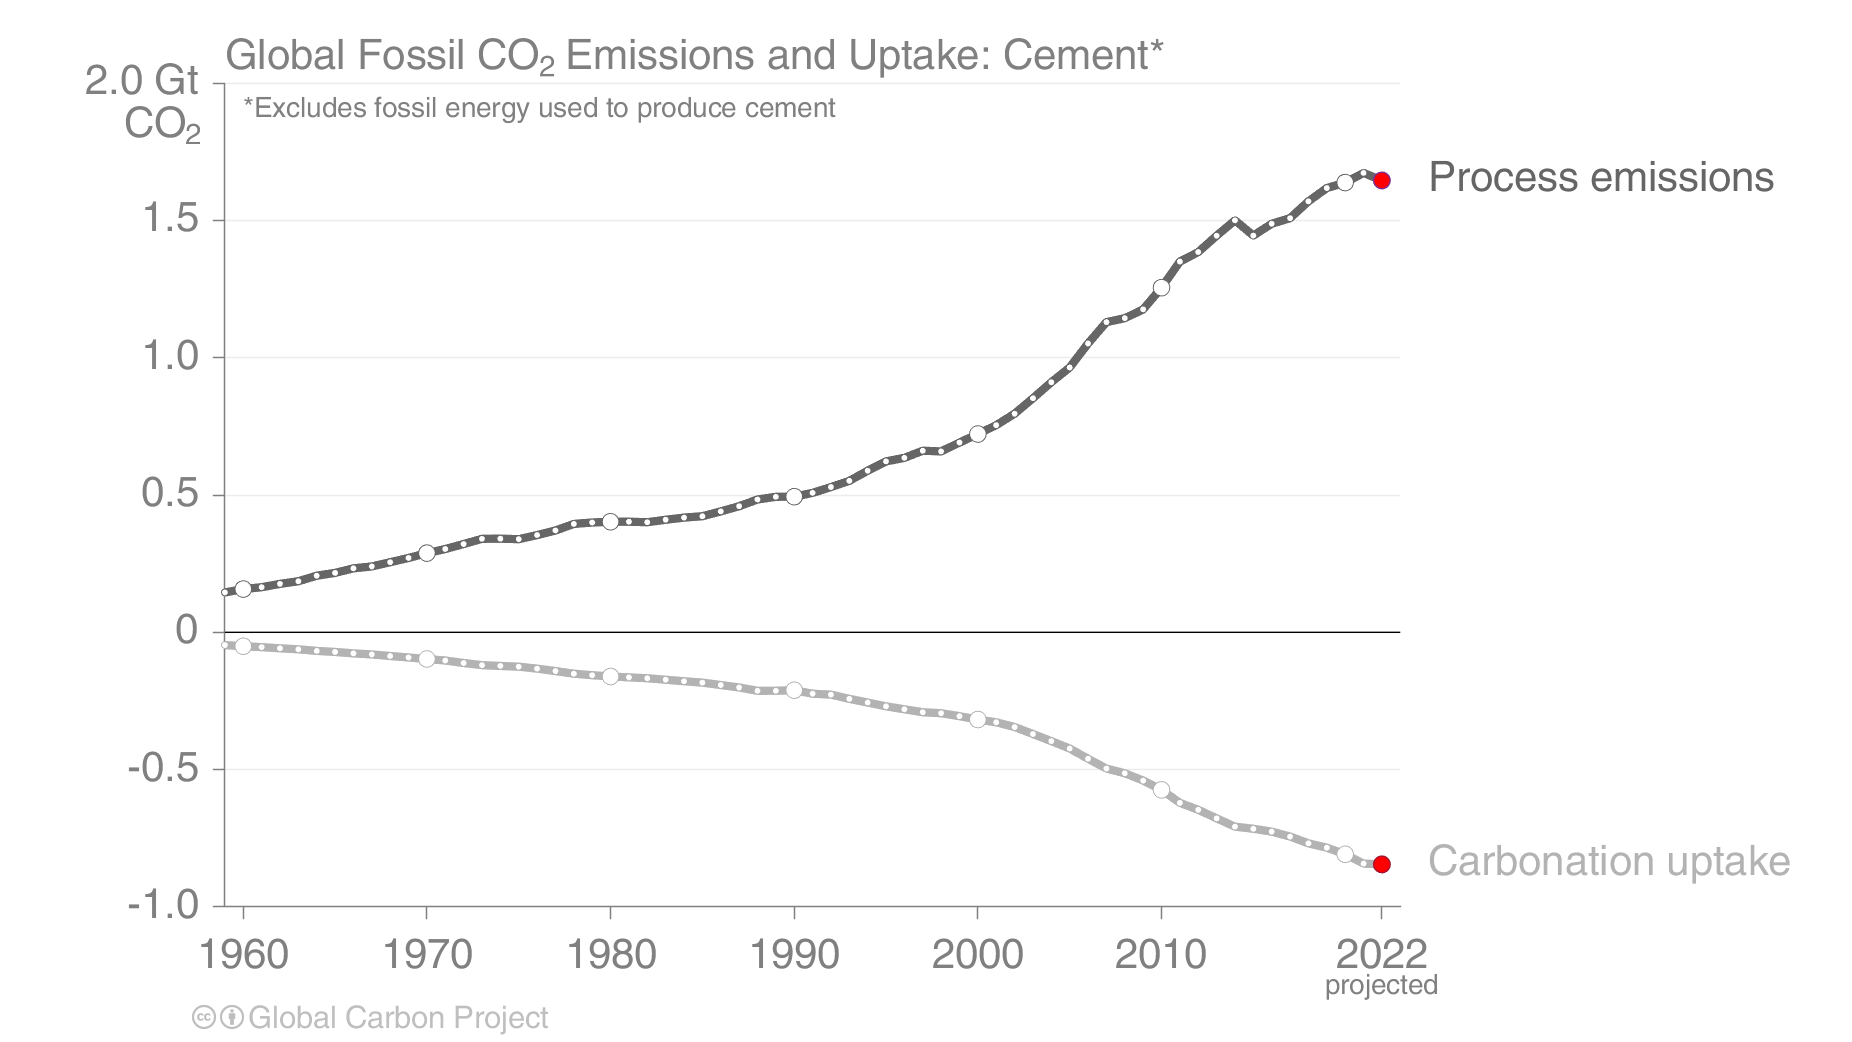 Global Fossil CO₂ Emissions and Uptake: Cement*
2.0 Gt
CO₂
*Excludes fossil energy used to produce cement
Process emissions
1.5
1.0
0.5
0
-0.5
Carbonation uptake
-1.0
1960 1970 1980 1990 2000 2010 2022
projected
cc Global Carbon Project